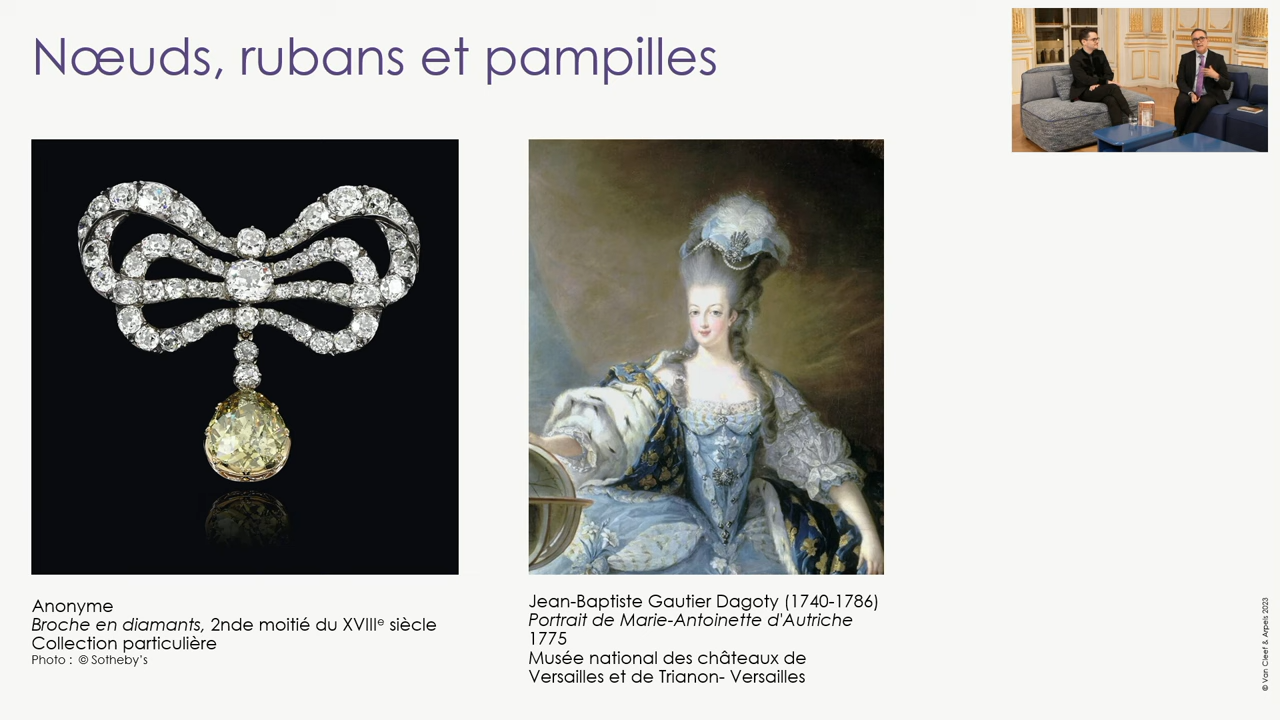 Nœuds, rubans et pampilles
Anonyme
Broche en diamants, 2nde moitié du XVIIIᵉ siècle
Collection particulière
Photo : © Sotheby's
Jean-Baptiste Gautier Dagoty (1740-1786)
Portrait de Marie-Antoinette d'Autriche
1775
Musée national des châteaux de
Versailles et de Trianon- Versailles
© Van Cleef & Arpels 2023